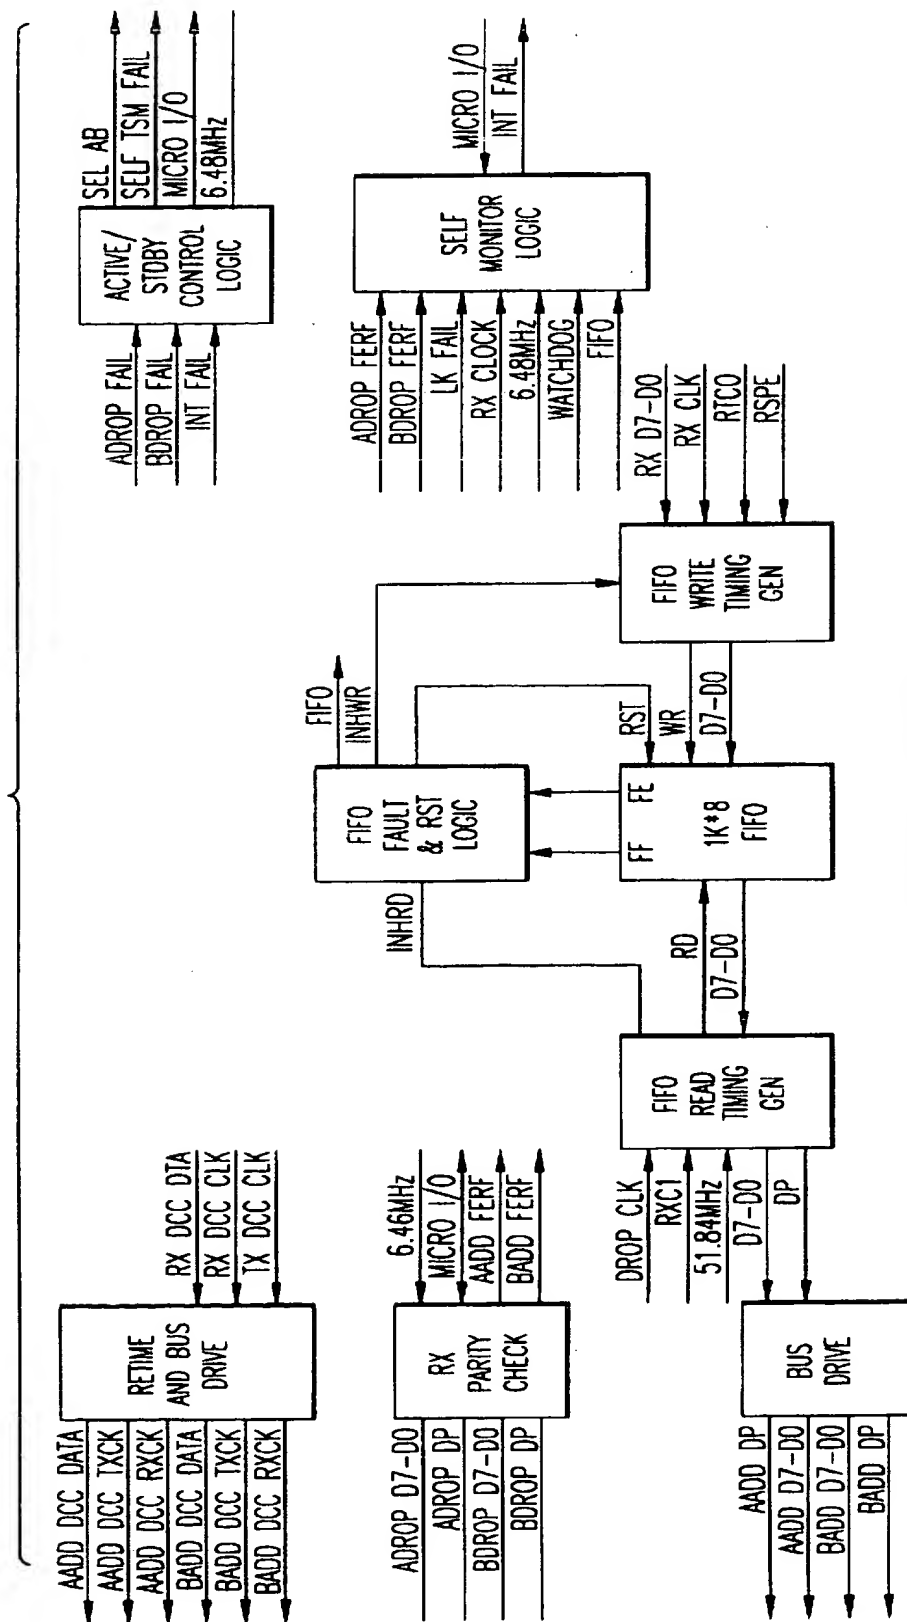 AADD DCC DATA
AADD DCC TXCK
AADD DCC RXCK
BADD DCC DATA
BADD DCC TXCK
BADD DCC RXCK
RETIME
AND BUS
DRIVE
RX DCC DTA
RX DCC CLK
TX DCC CLK
ADROP FAIL
BDROP FAIL
INT FAIL
ACTIVE/
STDBY
CONTROL
LOGIC
SEL AB
SELF TSM FAIL
MICRO I/O
6.48MHz
ADROP D7-D0
ADROP DP
BDROP D7-D0
BDROP DP
RX
PARITY
CHECK
6.46MHz
MICRO I/O
AADD FERF
BADD FERF
INHRD
FIFO
FAULT
& RST
LOGIC
FIFO
INHWR
ADROP FERF
BDROP FERF
LK FAIL
RX CLOCK
6.48MHz
WATCHDOG
FIFO
SELF
MONITOR
LOGIC
MICRO I/O
INT FAIL
AADD DP
AADD D7-D0
BADD D7-D0
BADD DP
BUS
DRIVE
DROP CLK
RXC1
51.84MHz
D7-D0
DP
FIFO
READ
TIMING
GEN
RD
D7-D0
FF
FE
1K*8
FIFO
RST
WR
D7-D0
FIFO
WRITE
TIMING
GEN
RX D7-D0
RX CLK
RTCO
RSPE